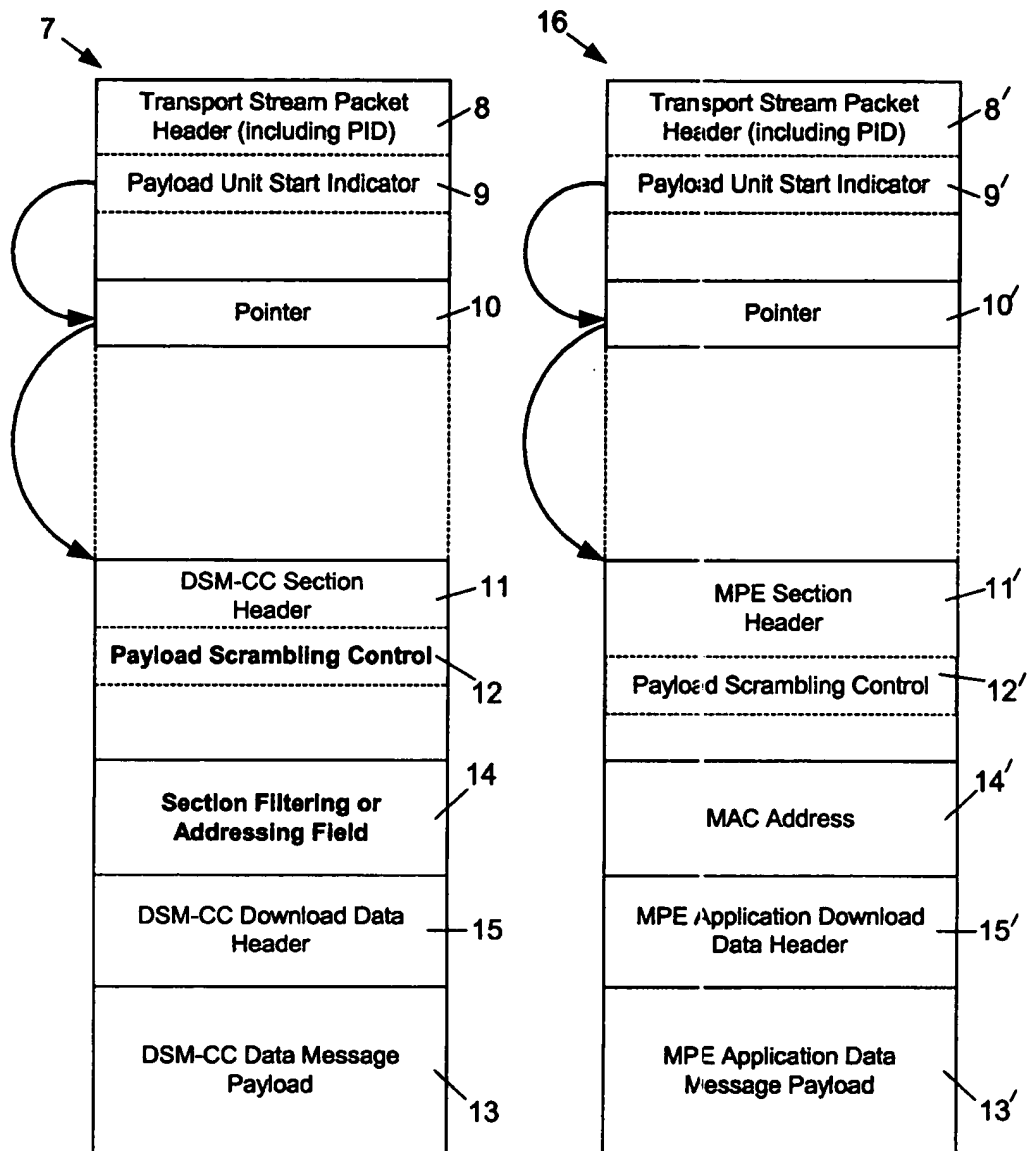 7
Transport Stream Packet
Header (including PID)
8
Payload Unit Start Indicator
9
Pointer
10
DSM-CC Section
Header
11
Payload Scrambling Control
12
Section Filtering or
Addressing Field
14
DSM-CC Download Data
Header
15
DSM-CC Data Message
Payload
13
16
Transport Stream Packet
Header (including PID)
8'
Payload Unit Start Indicator
9'
Pointer
10'
MPE Section
Header
11'
Payload Scrambling Control
12'
MAC Address
14'
MPE Application Download
Data Header
15'
MPE Application Data
Message Payload
13'